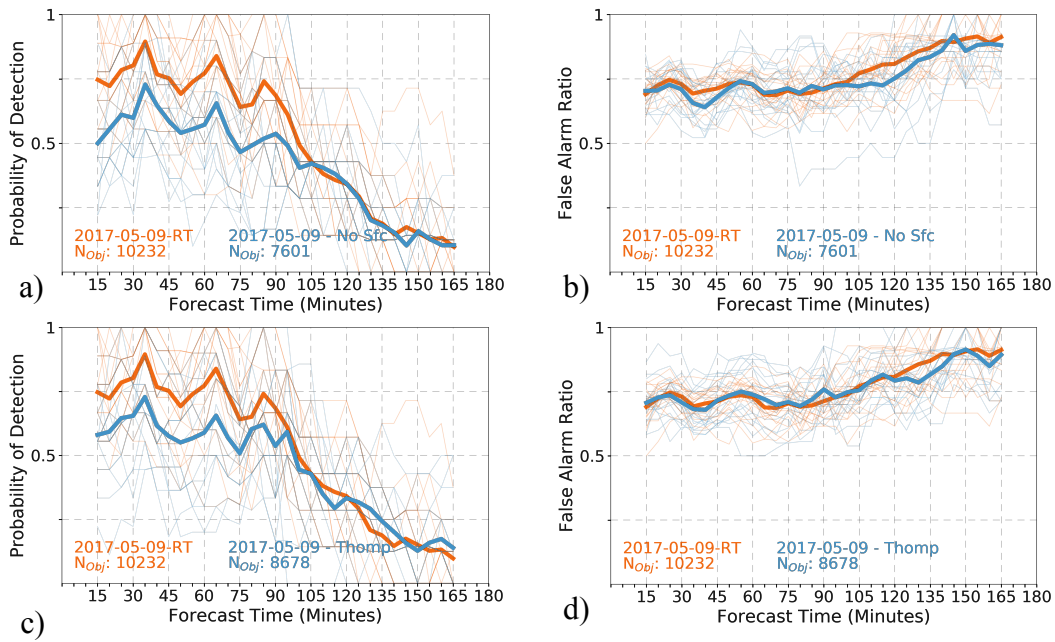 1
0.5
Probability of Detection
2017-05-09-RT
N_Obj: 10232
2017-05-09 - No Sfc
N_Obj: 7601
15 30 45 60 75 90 105 120 135 150 165 180
Forecast Time (Minutes)
a)
1
0.5
False Alarm Ratio
2017-05-09-RT
N_Obj: 10232
2017-05-09 - No Sfc
N_Obj: 7601
15 30 45 60 75 90 105 120 135 150 165 180
Forecast Time (Minutes)
b)
1
0.5
Probability of Detection
2017-05-09-RT
N_Obj: 10232
2017-05-09 - Thomp
N_Obj: 8678
15 30 45 60 75 90 105 120 135 150 165 180
Forecast Time (Minutes)
c)
1
0.5
False Alarm Ratio
2017-05-09-RT
N_Obj: 10232
2017-05-09 - Thomp
N_Obj: 8678
15 30 45 60 75 90 105 120 135 150 165 180
Forecast Time (Minutes)
d)